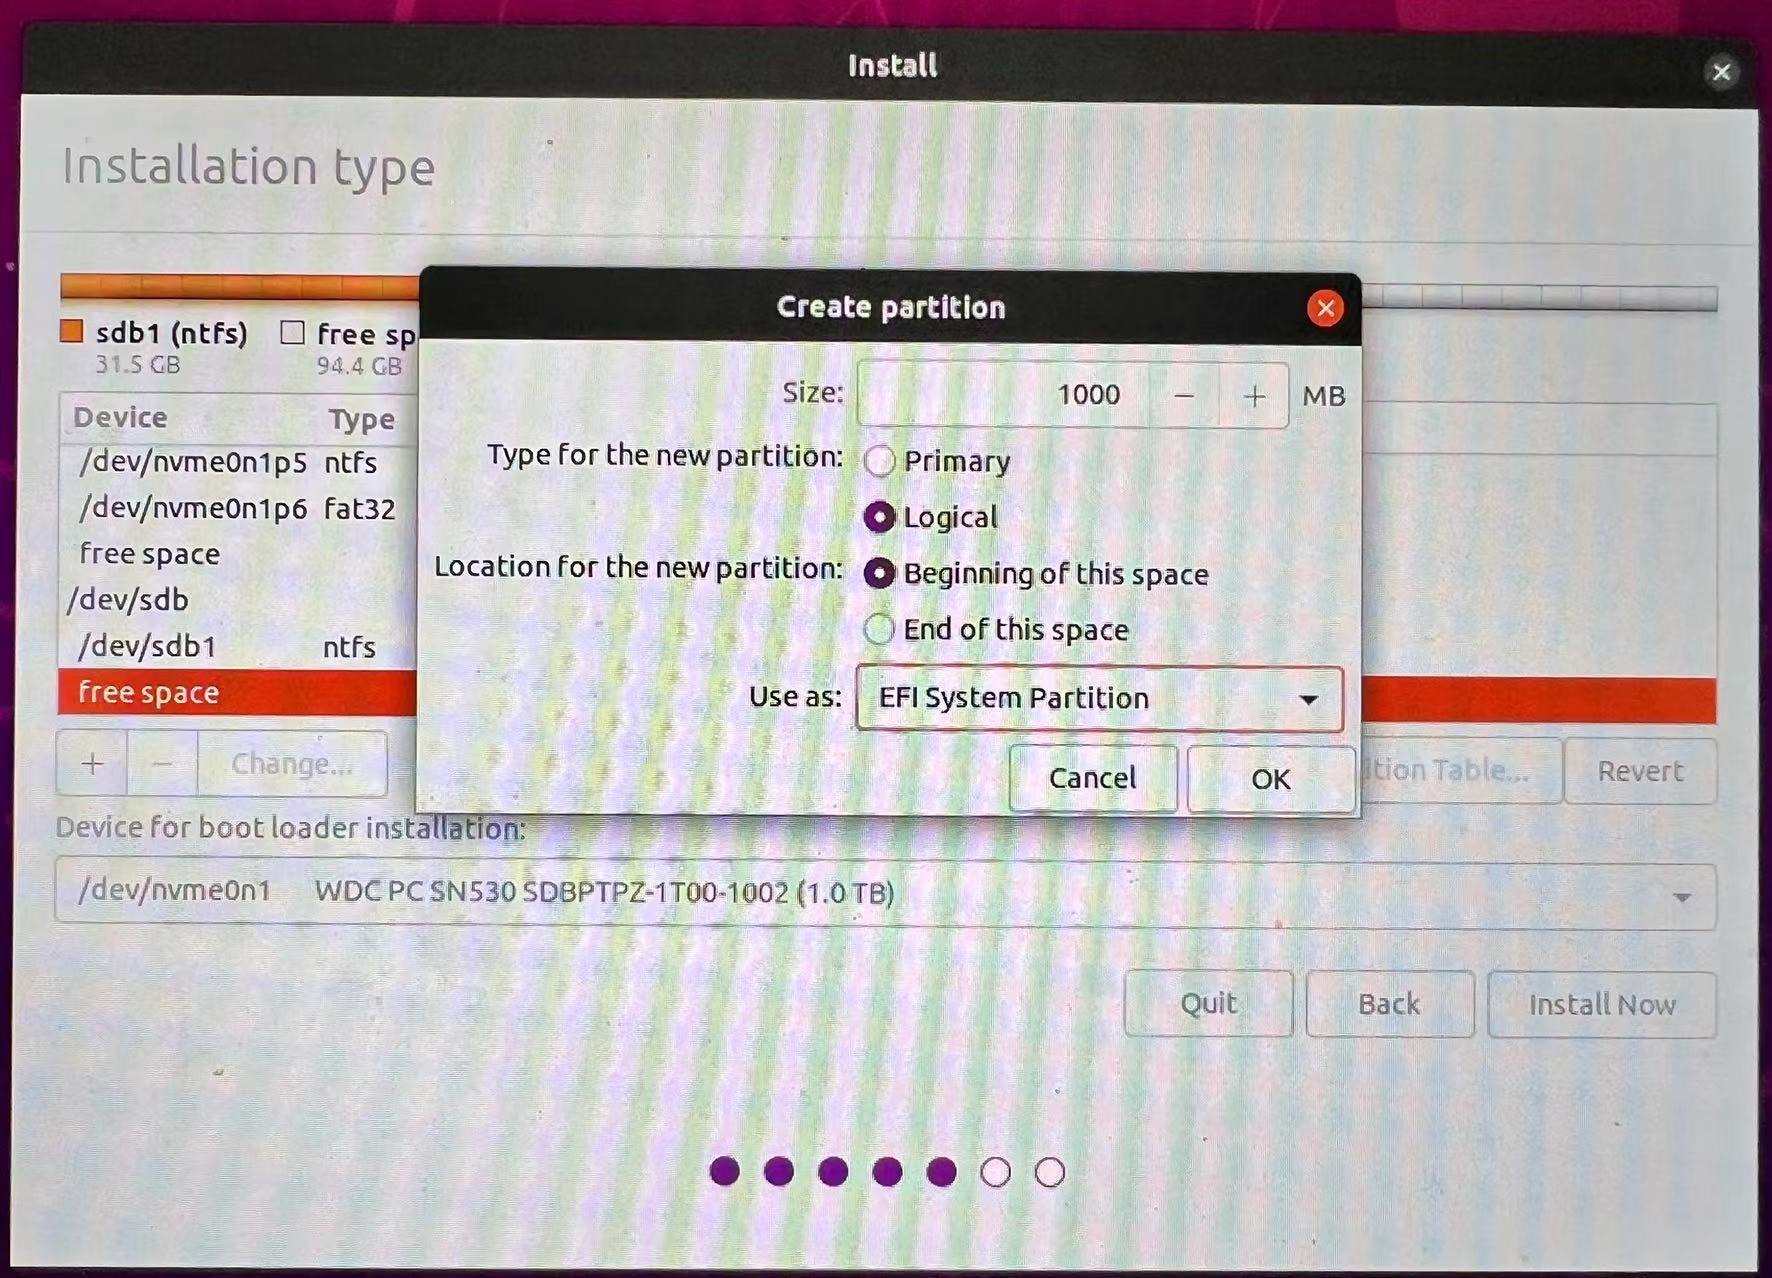 Install
Installation type
Create partition
sdb1 (ntfs) free sp
31.5 GB 94.4 GB
Size: 1000 MB
Device Type
Type for the new partition: Primary
/dev/nvme0n1p5 ntfs
/dev/nvme0n1p6 fat32
Logical
free space
Location for the new partition: Beginning of this space
/dev/sdb
End of this space
/dev/sdb1 ntfs
free space
Use as: EFI System Partition
+ - Change...
Cancel OK
ition Table... Revert
Device for boot loader installation:
/dev/nvme0n1 WDC PC SN530 SDBPTPZ-1T00-1002 (1.0 TB)
Quit Back Install Now